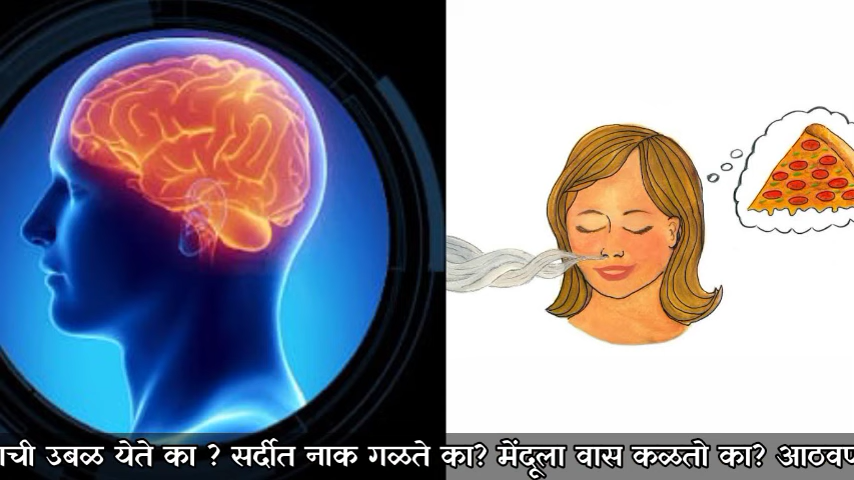 ाची उबळ येते का ? सर्दीत नाक गळते का? मेंदूला वास कळतो का? आठवण